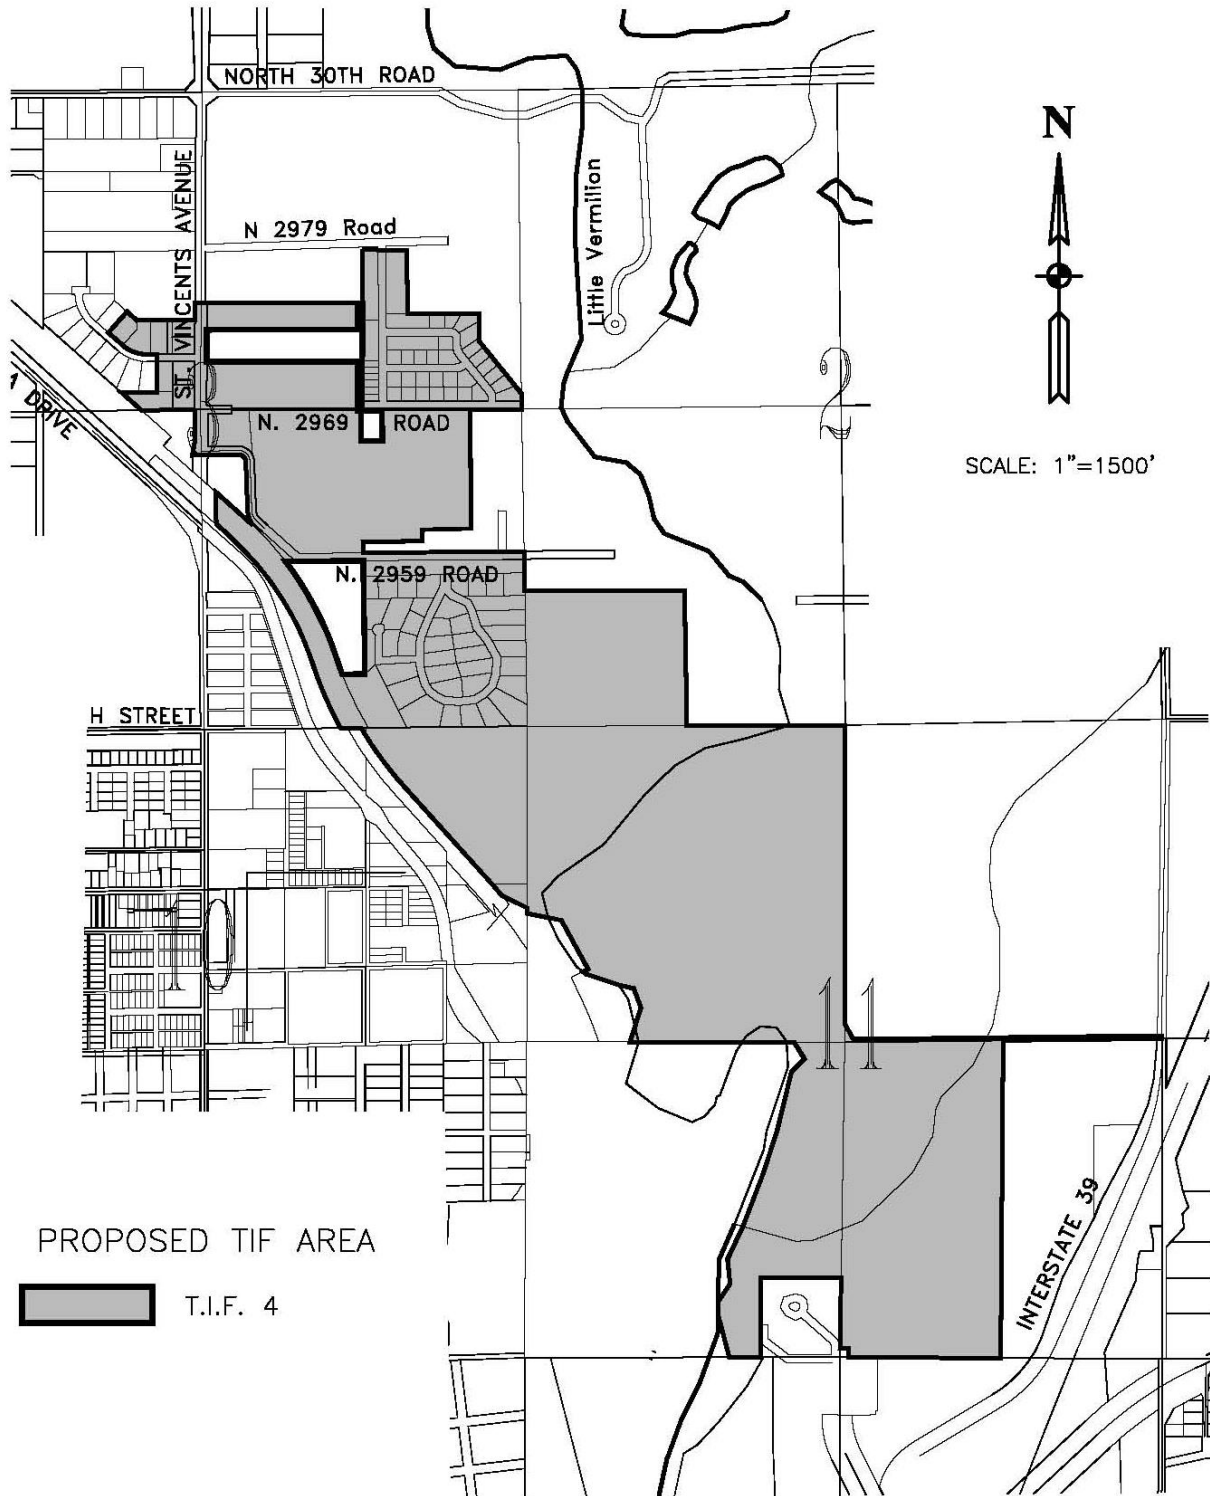 NORTH 30TH ROAD
N
ST. VINCENTS AVENUE
Little Vermilion
N 2979 Road
DRIVE
N. 2969 ROAD
SCALE: 1"=1500'
N. 2959 ROAD
H STREET
11
INTERSTATE 39
PROPOSED TIF AREA
T.I.F. 4